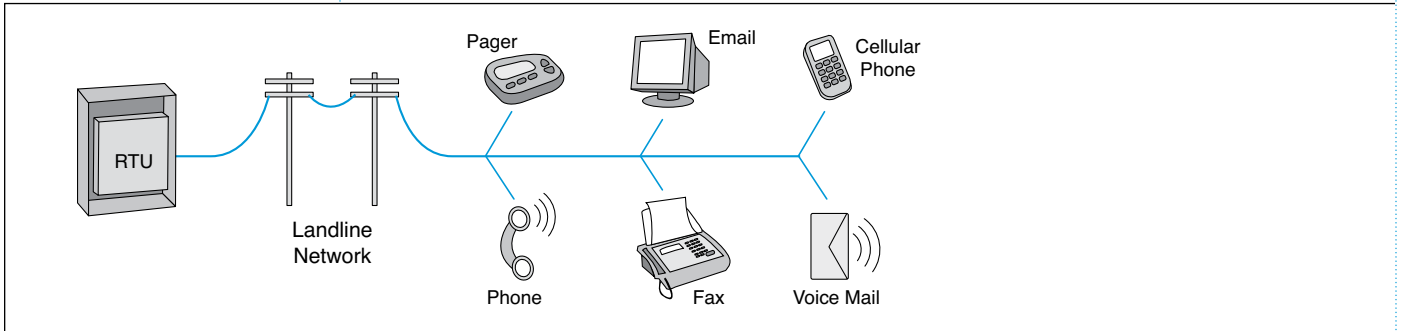 Pager
Email
Cellular
Phone
RTU
Landline
Network
Phone
Fax
Voice Mail